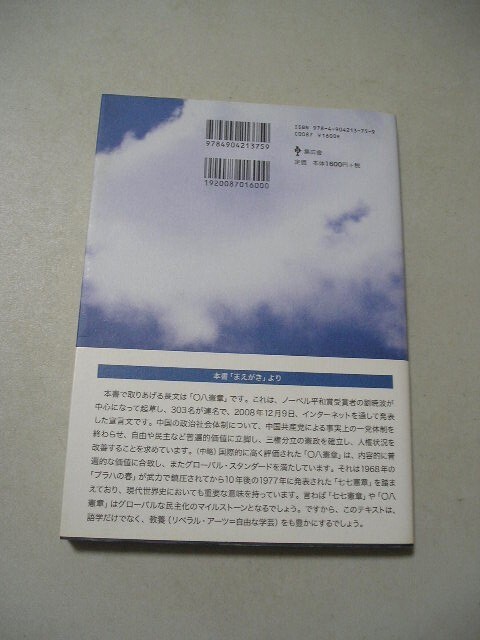 9784904213759
1920087016000
ISBN 978-4-904213-75-9
C0087 ¥1600E
集広舎
定価 本体1600円+税
本書「まえがき」より
本書で取りあげる長文は「〇八憲章」です。これは、ノーベル平和賞受賞者の劉暁波が
中心になって起草し、303名が連名で、2008年12月9日、インターネットを通して発表
した宣言文です。中国の政治社会体制について、中国共産党による事実上の一党体制を
終わらせ、自由や民主など普遍的価値に立脚し、三権分立の憲政を確立し、人権状況を
改善することを求めています。(中略)国際的に高く評価された「〇八憲章」は、内容的に普
遍的な価値に合致し、またグローバル・スタンダードを満たしています。それは1968年の
「プラハの春」が武力で鎮圧されてから10年後の1977年に発表された「七七憲章」を踏ま
えており、現代世界史においても重要な意味を持っています。言わば「七七憲章」や「〇八
憲章」はグローバルな民主化のマイルストーンとなるでしょう。ですから、このテキストは、
語学だけでなく、教養(リベラル・アーツ=自由な学芸)をも豊かにするでしょう。